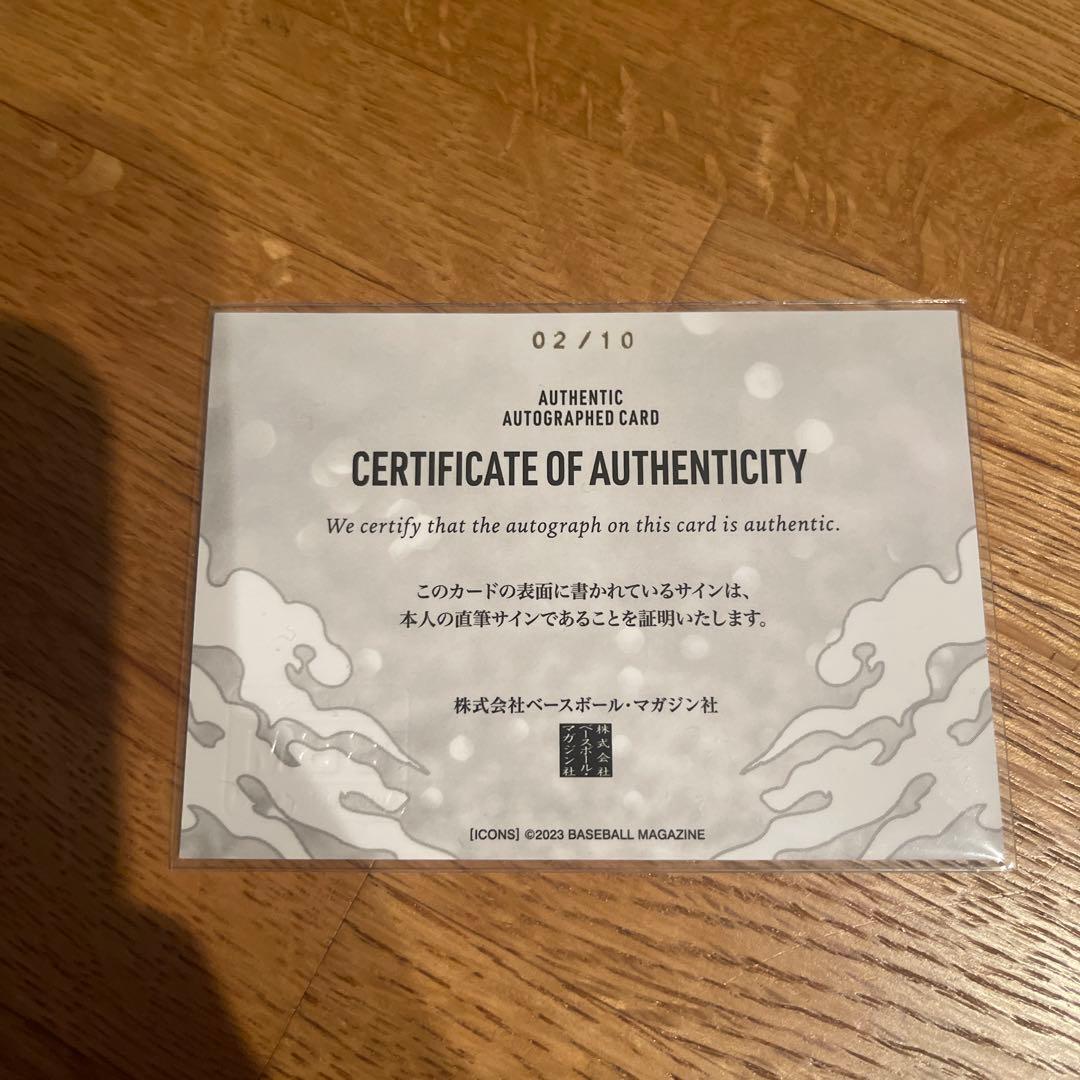 02/10
AUTHENTIC
AUTOGRAPHED CARD
CERTIFICATE OF AUTHENTICITY
We certify that the autograph on this card is authentic.
このカードの表面に書かれているサインは、
本人の直筆サインであることを証明いたします。
株式会社ベースボール・マガジン社
株式会社
ベースボール・
マガジン社
[ICONS] ©2023 BASEBALL MAGAZINE